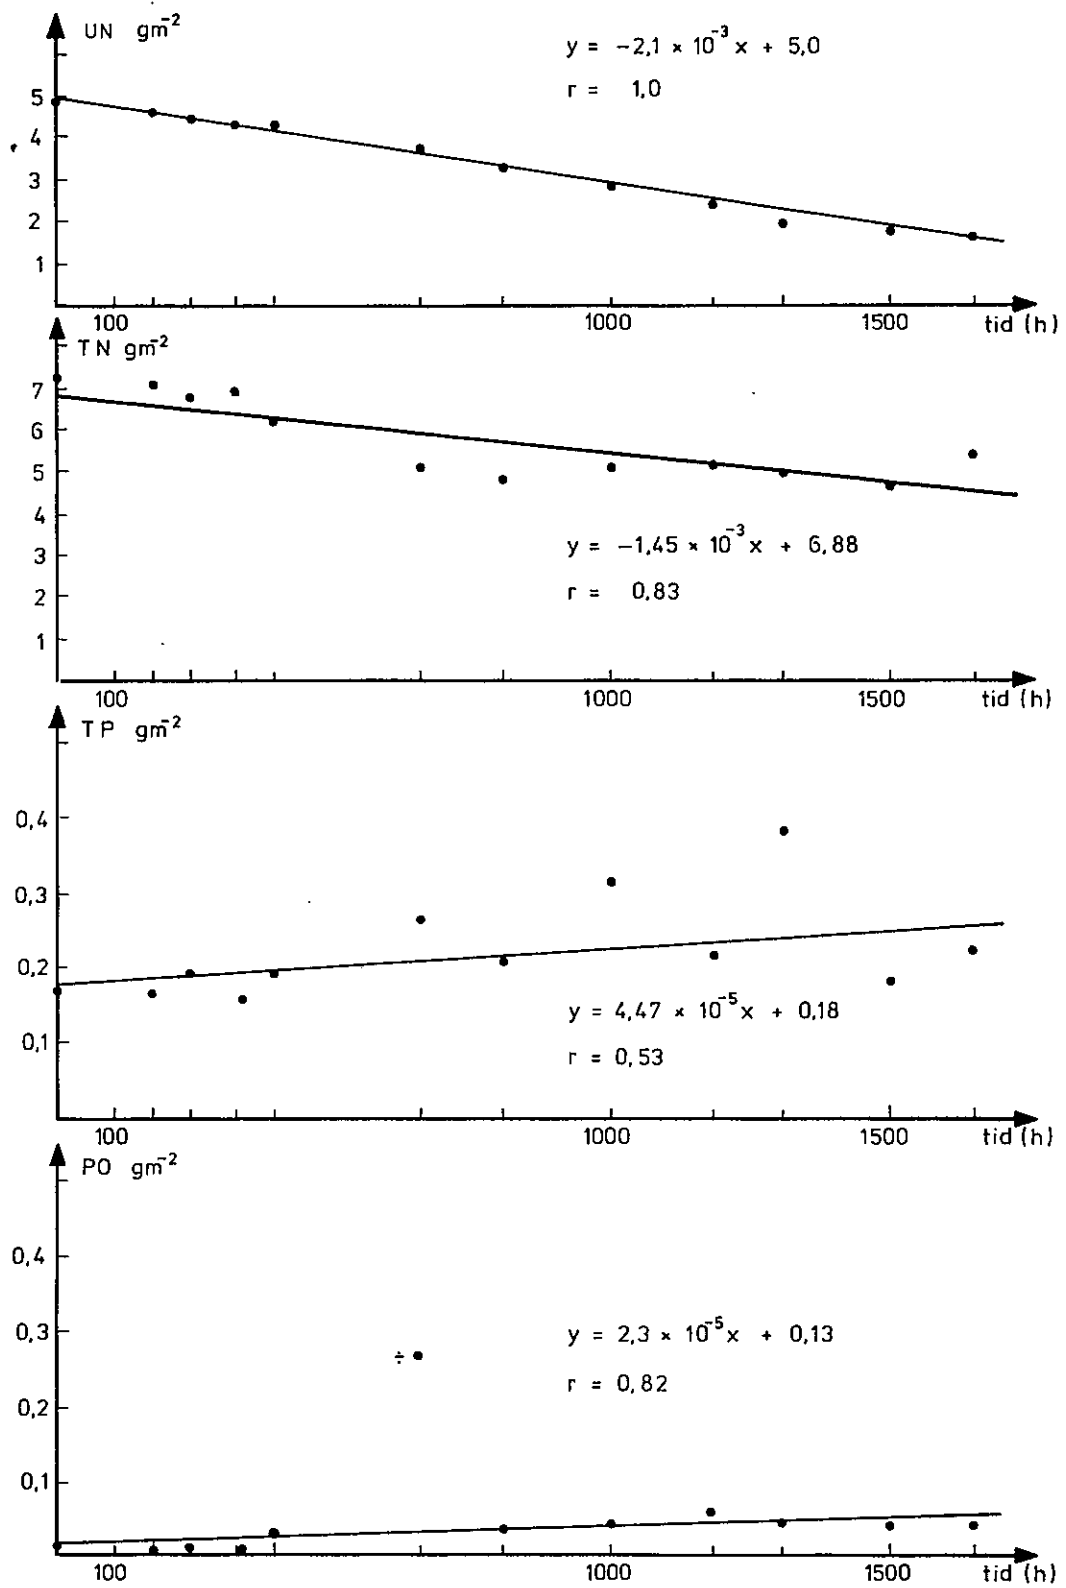 UN gm⁻²
y = -2,1 × 10⁻³x + 5,0
r = 1,0
5
4
3
2
1
100 1000 1500 tid (h)
TN gm⁻²
7
6
5
4
3
2
1
y = -1,45 × 10⁻³x + 6,88
r = 0,83
100 1000 1500 tid (h)
TP gm⁻²
0,4
0,3
0,2
0,1
y = 4,47 × 10⁻⁵x + 0,18
r = 0,53
100 1000 1500 tid (h)
PO gm⁻²
0,4
0,3
0,2
0,1
y = 2,3 × 10⁻⁵x + 0,13
÷
r = 0,82
100 1000 1500 tid (h)